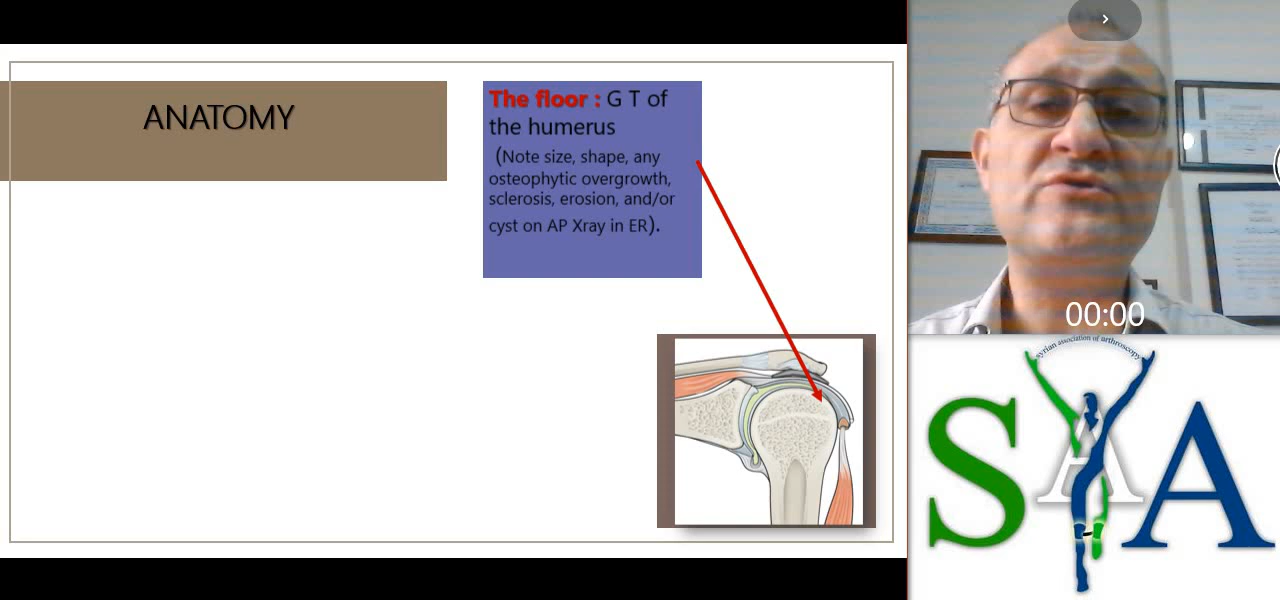 ANATOMY
The floor : G T of
the humerus
(Note size, shape, any
osteophytic overgrowth,
sclerosis, erosion, and/or
cyst on AP Xray in ER).
00:00
syrian association of arthroscopy
SAA